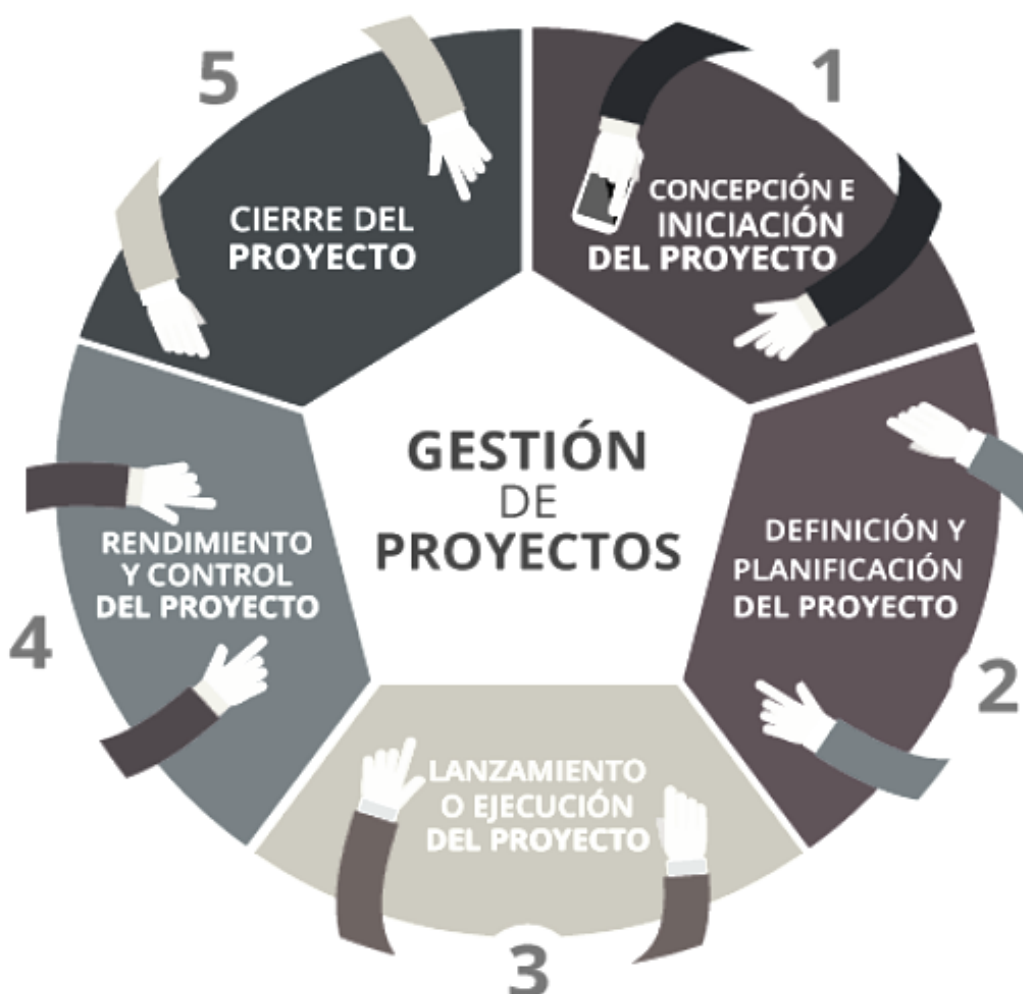 GESTIÓN
DE
PROYECTOS
1
CONCEPCIÓN E
INICIACIÓN
DEL PROYECTO
2
DEFINICIÓN Y
PLANIFICACIÓN
DEL PROYECTO
3
LANZAMIENTO
O EJECUCIÓN
DEL PROYECTO
4
RENDIMIENTO
Y CONTROL
DEL PROYECTO
5
CIERRE DEL
PROYECTO